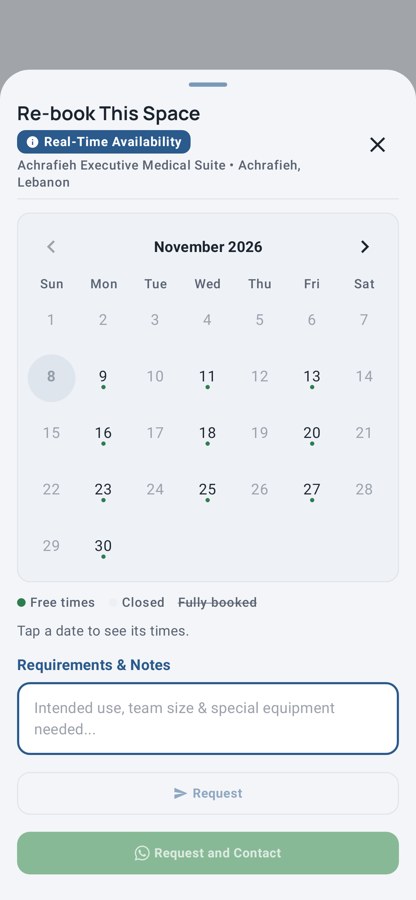 Re-book This Space
Real-Time Availability
Achrafieh Executive Medical Suite • Achrafieh,
Lebanon
November 2026
Sun Mon Tue Wed Thu Fri Sat
1 2 3 4 5 6 7
8 9 10 11 12 13 14
15 16 17 18 19 20 21
22 23 24 25 26 27 28
29 30
Free times Closed Fully booked
Tap a date to see its times.
Requirements & Notes
Intended use, team size & special equipment
needed...
Request
Request and Contact